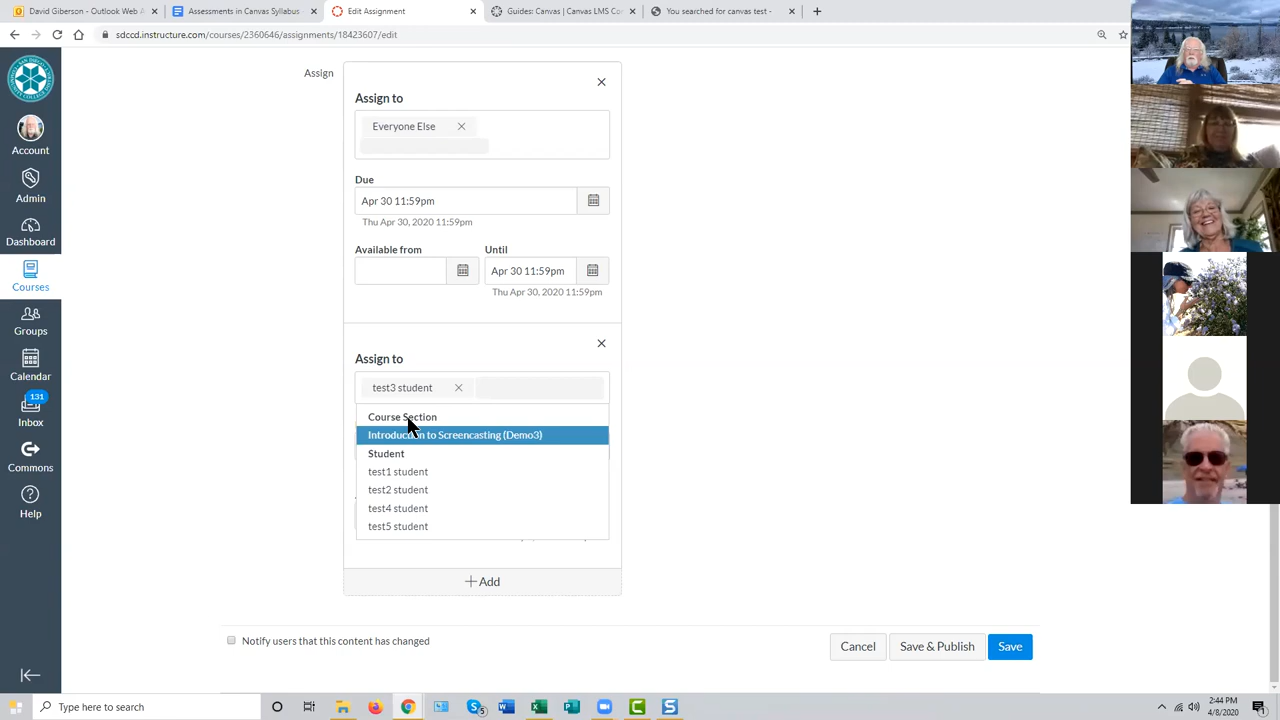 David Giberson - Outlook Web A
Assessments in Canvas Syllabus
Edit Assignment
Guides: Canvas | Canvas LMS Co
You searched for canvas test -
sdccd.instructure.com/courses/2360646/assignments/18423607/edit
Account
Admin
Dashboard
Courses
Groups
Calendar
131
Inbox
Commons
Help
Assign
Assign to
Everyone Else
Due
Apr 30 11:59pm
Thu Apr 30, 2020 11:59pm
Available from
Until
Apr 30 11:59pm
Thu Apr 30, 2020 11:59pm
Assign to
test3 student
Course Section
Introduction to Screencasting (Demo3)
Student
test1 student
test2 student
test4 student
test5 student
Add
Notify users that this content has changed
Cancel
Save & Publish
Save
Type here to search
5
2:44 PM
4/8/2020
1